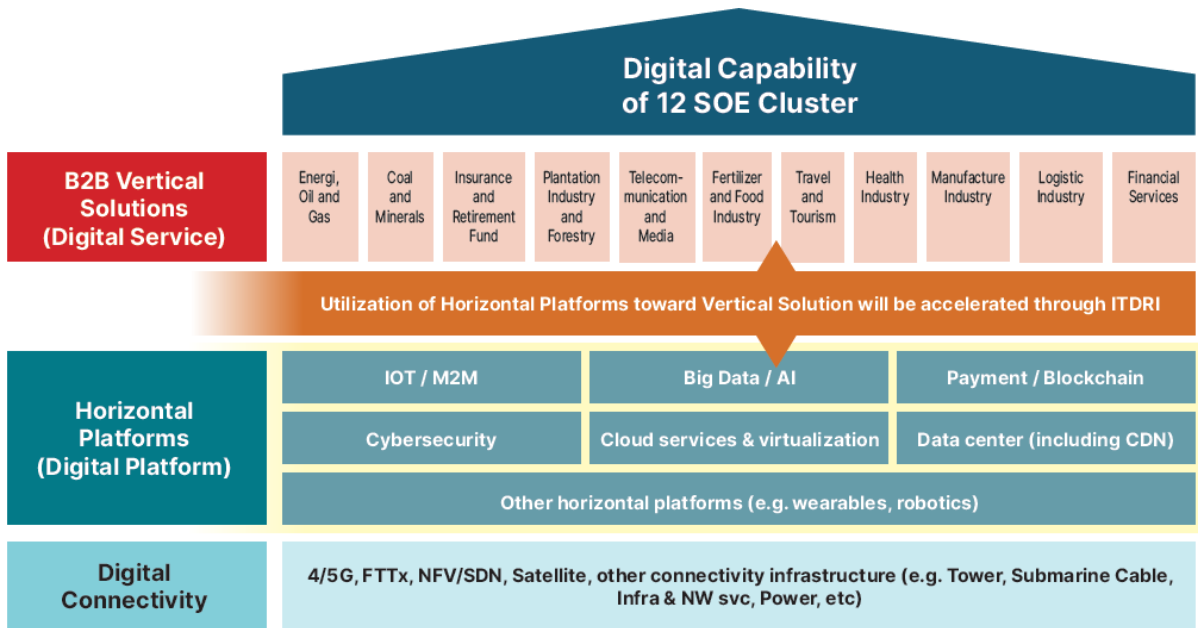 Digital Capability
of 12 SOE Cluster
B2B Vertical
Solutions
(Digital Service)
Energi,
Oil and
Gas
Coal
and
Minerals
Insurance
and
Retirement
Fund
Plantation
Industry
and
Forestry
Telecom-
munication
and
Media
Fertilizer
and Food
Industry
Travel
and
Tourism
Health
Industry
Manufacture
Industry
Logistic
Industry
Financial
Services
Utilization of Horizontal Platforms toward Vertical Solution will be accelerated through ITDRI
Horizontal
Platforms
(Digital Platform)
IOT / M2M
Big Data / AI
Payment / Blockchain
Cybersecurity
Cloud services & virtualization
Data center (including CDN)
Other horizontal platforms (e.g. wearables, robotics)
Digital
Connectivity
4/5G, FTTx, NFV/SDN, Satellite, other connectivity infrastructure (e.g. Tower, Submarine Cable,
Infra & NW svc, Power, etc)